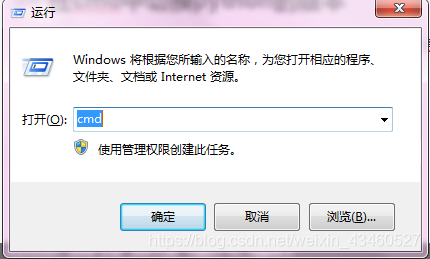 运行
Windows 将根据您所输入的名称，为您打开相应的程序、
文件夹、文档或 Internet 资源。
打开(O): cmd
使用管理权限创建此任务。
确定 取消 浏览(B)...
https://blog.csdn.net/weixin_43460527